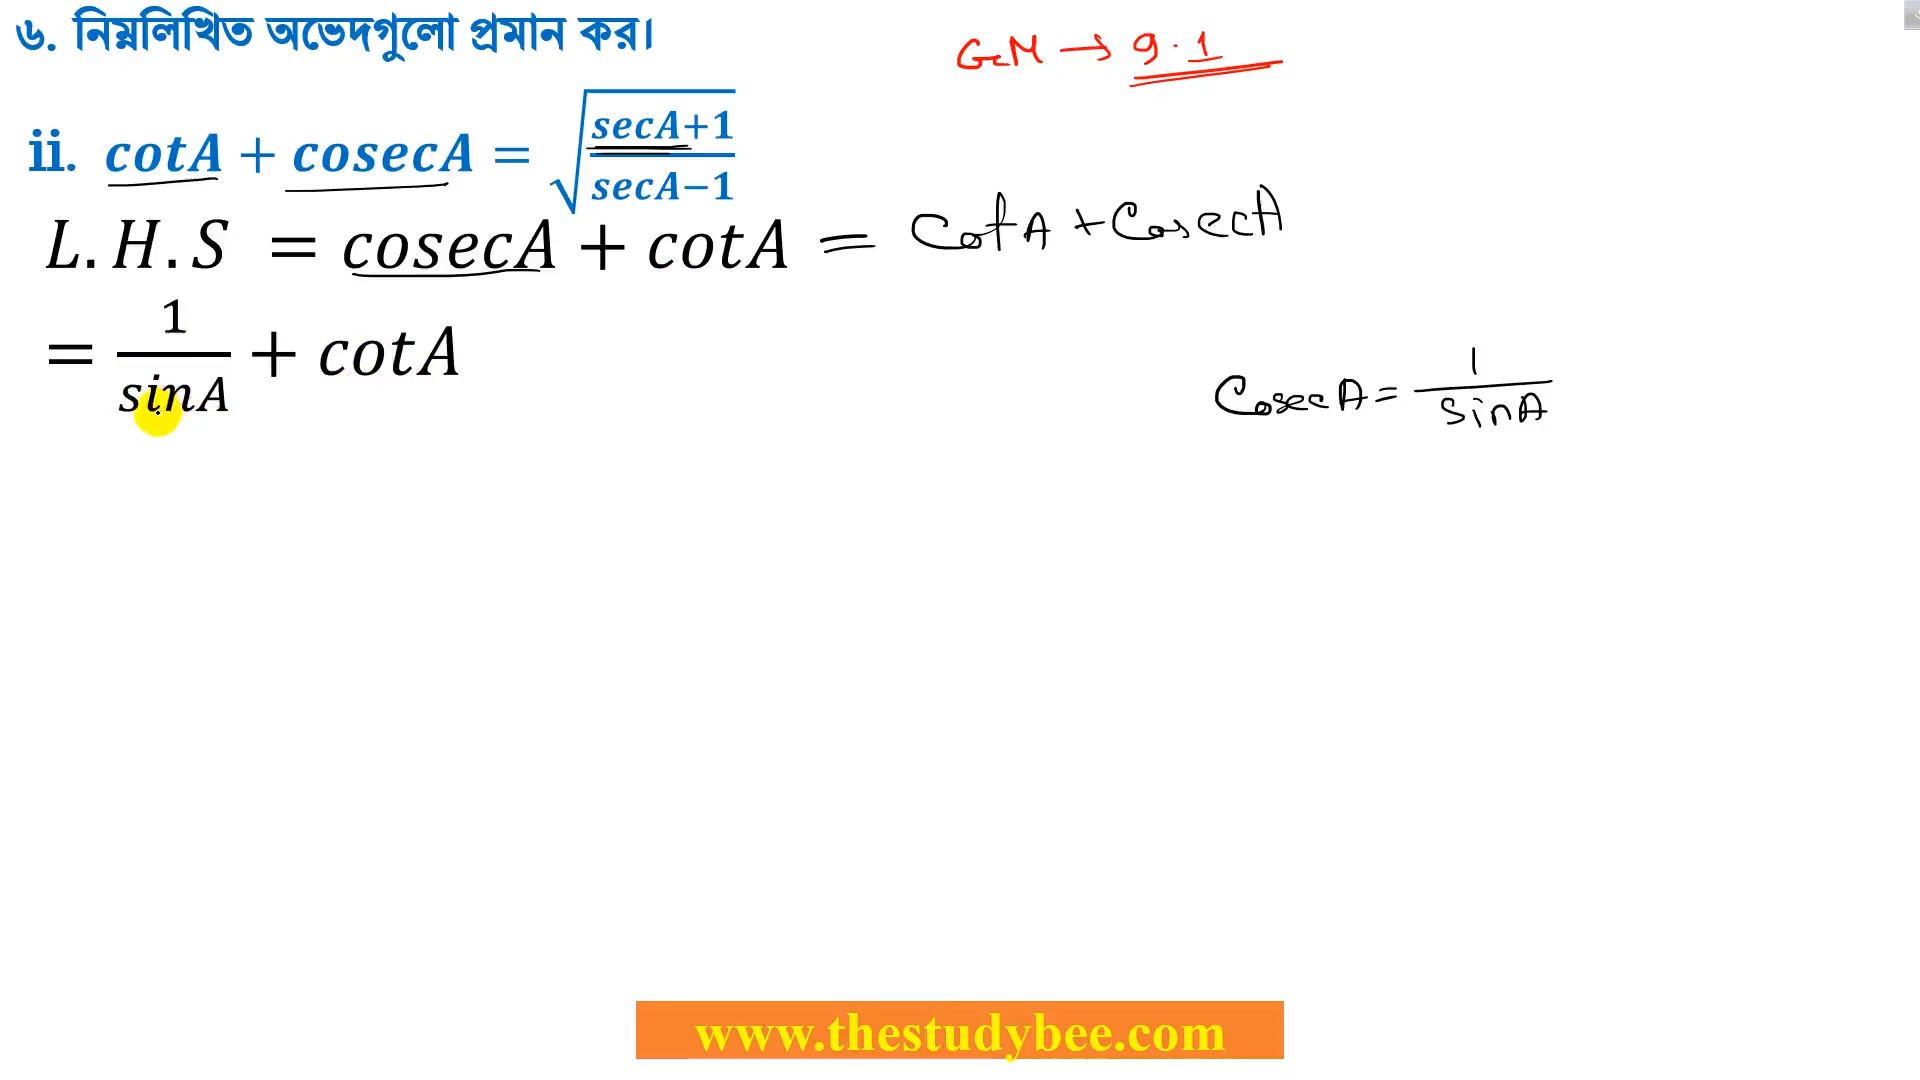 ৬. নিম্নলিখিত অভেদগুলো প্রমান কর।
GcM → 9.1
ii. cotA + cosecA = √((secA+1)/(secA−1))
L.H.S = cosecA + cotA = CotA + CosecA
= 1/sinA + cotA
CosecA = 1/SinA
www.thestudybee.com